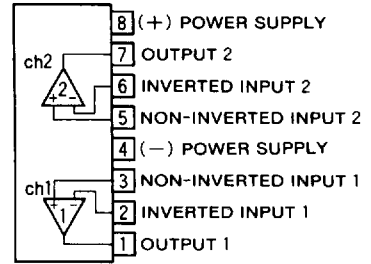 8 (+) POWER SUPPLY
7 OUTPUT 2
ch2
2
+ -
6 INVERTED INPUT 2
5 NON-INVERTED INPUT 2
4 (−) POWER SUPPLY
3 NON-INVERTED INPUT 1
ch1
+ -
1
2 INVERTED INPUT 1
1 OUTPUT 1